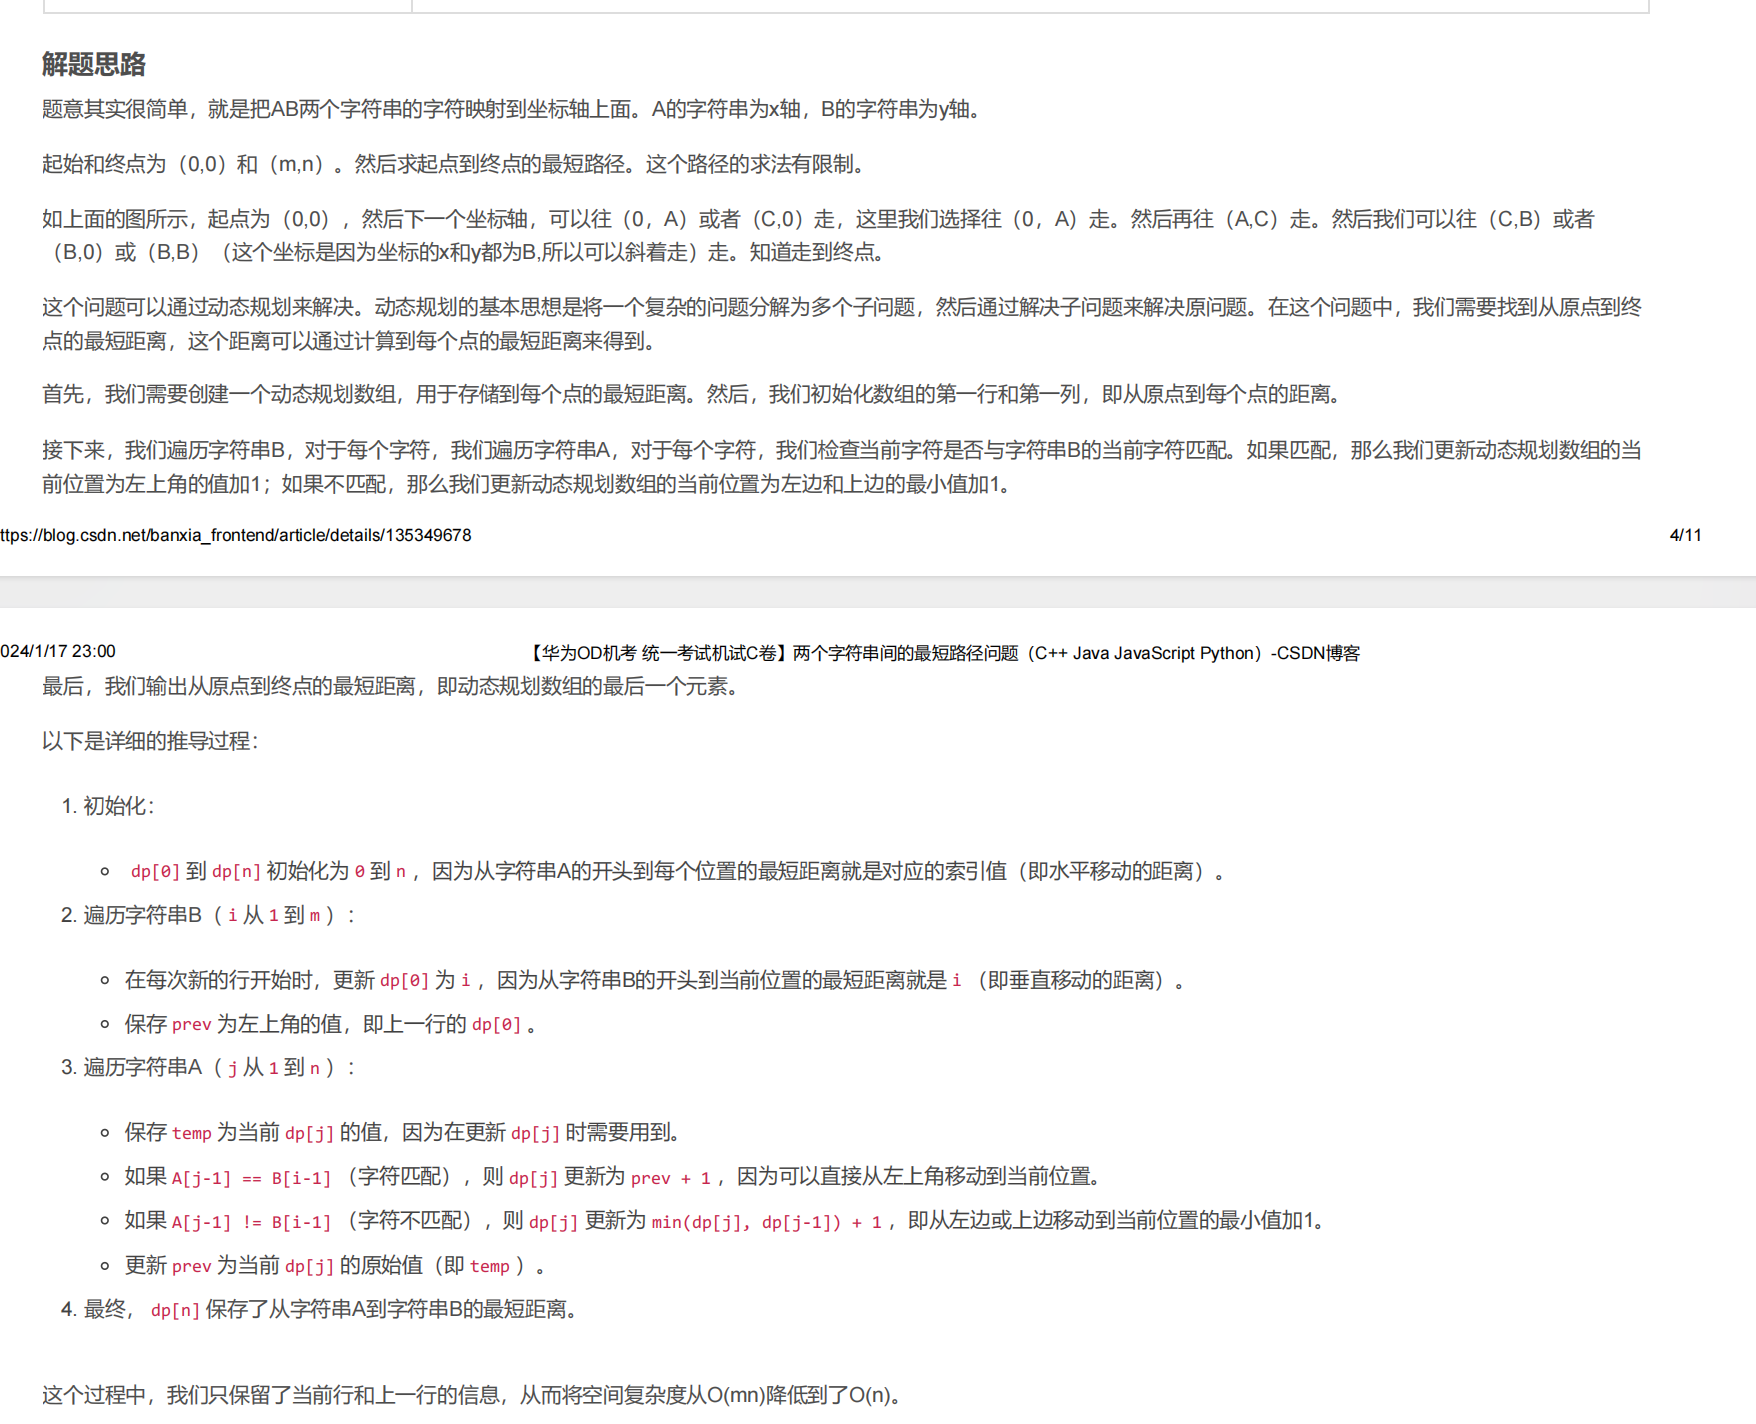 解题思路
题意其实很简单，就是把AB两个字符串的字符映射到坐标轴上面。A的字符串为x轴，B的字符串为y轴。
起始和终点为（0,0）和（m,n）。然后求起点到终点的最短路径。这个路径的求法有限制。
如上面的图所示，起点为（0,0），然后下一个坐标轴，可以往（0，A）或者（C,0）走，这里我们选择往（0，A）走。然后再往（A,C）走。然后我们可以往（C,B）或者
（B,0）或（B,B）（这个坐标是因为坐标的x和y都为B,所以可以斜着走）走。知道走到终点。
这个问题可以通过动态规划来解决。动态规划的基本思想是将一个复杂的问题分解为多个子问题，然后通过解决子问题来解决原问题。在这个问题中，我们需要找到从原点到终
点的最短距离，这个距离可以通过计算到每个点的最短距离来得到。
首先，我们需要创建一个动态规划数组，用于存储到每个点的最短距离。然后，我们初始化数组的第一行和第一列，即从原点到每个点的距离。
接下来，我们遍历字符串B，对于每个字符，我们遍历字符串A，对于每个字符，我们检查当前字符是否与字符串B的当前字符匹配。如果匹配，那么我们更新动态规划数组的当
前位置为左上角的值加1；如果不匹配，那么我们更新动态规划数组的当前位置为左边和上边的最小值加1。
ttps://blog.csdn.net/banxia_frontend/article/details/135349678 4/11
024/1/17 23:00 【华为OD机考 统一考试机试C卷】两个字符串间的最短路径问题（C++ Java JavaScript Python）-CSDN博客
最后，我们输出从原点到终点的最短距离，即动态规划数组的最后一个元素。
以下是详细的推导过程：
1. 初始化：
dp[0] 到 dp[n] 初始化为 0 到 n ，因为从字符串A的开头到每个位置的最短距离就是对应的索引值（即水平移动的距离）。
2. 遍历字符串B（ i 从 1 到 m ）：
在每次新的行开始时，更新 dp[0] 为 i ，因为从字符串B的开头到当前位置的最短距离就是 i （即垂直移动的距离）。
保存 prev 为左上角的值，即上一行的 dp[0] 。
3. 遍历字符串A（ j 从 1 到 n ）：
保存 temp 为当前 dp[j] 的值，因为在更新 dp[j] 时需要用到。
如果 A[j-1] == B[i-1] （字符匹配），则 dp[j] 更新为 prev + 1 ，因为可以直接从左上角移动到当前位置。
如果 A[j-1] != B[i-1] （字符不匹配），则 dp[j] 更新为 min(dp[j], dp[j-1]) + 1 ，即从左边或上边移动到当前位置的最小值加1。
更新 prev 为当前 dp[j] 的原始值（即 temp ）。
4. 最终， dp[n] 保存了从字符串A到字符串B的最短距离。
这个过程中，我们只保留了当前行和上一行的信息，从而将空间复杂度从O(mn)降低到了O(n)。